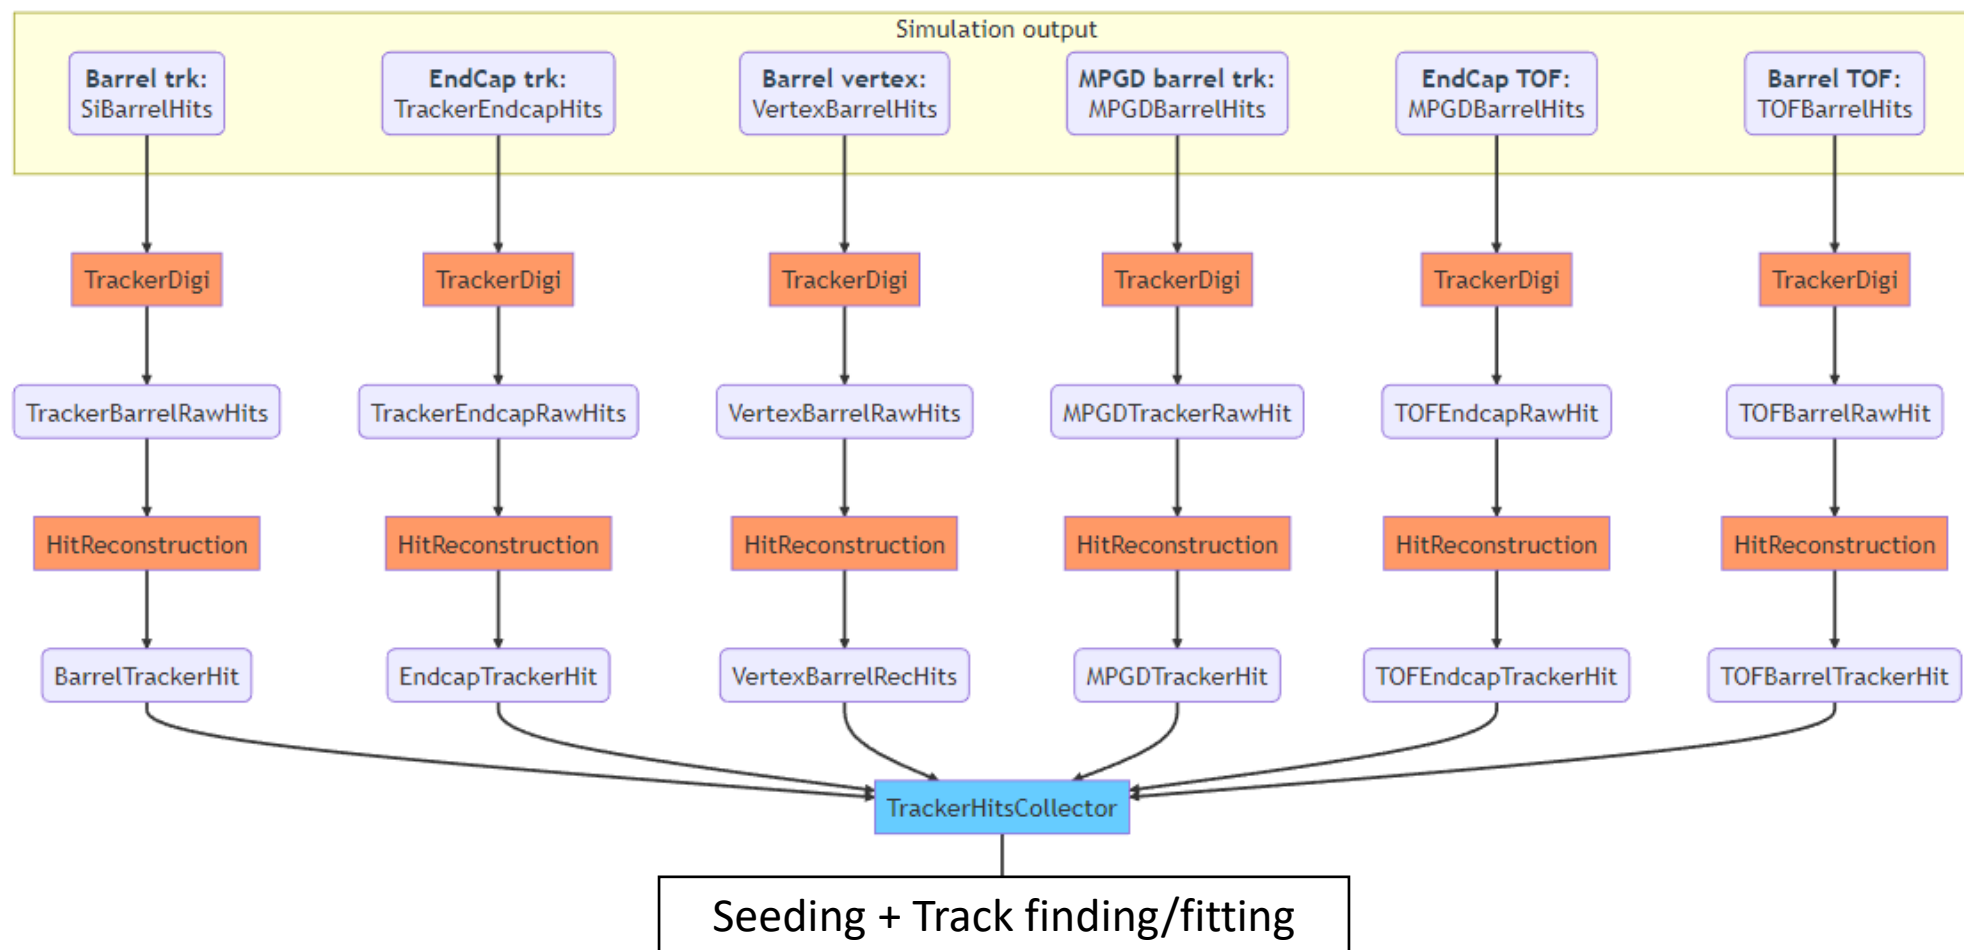 Simulation output
Barrel trk:
SiBarrelHits
EndCap trk:
TrackerEndcapHits
Barrel vertex:
VertexBarrelHits
MPGD barrel trk:
MPGDBarrelHits
EndCap TOF:
MPGDBarrelHits
Barrel TOF:
TOFBarrelHits
TrackerDigi
TrackerDigi
TrackerDigi
TrackerDigi
TrackerDigi
TrackerDigi
TrackerBarrelRawHits
TrackerEndcapRawHits
VertexBarrelRawHits
MPGDTrackerRawHit
TOFEndcapRawHit
TOFBarrelRawHit
HitReconstruction
HitReconstruction
HitReconstruction
HitReconstruction
HitReconstruction
HitReconstruction
BarrelTrackerHit
EndcapTrackerHit
VertexBarrelRecHits
MPGDTrackerHit
TOFEndcapTrackerHit
TOFBarrelTrackerHit
TrackerHitsCollector
Seeding + Track finding/fitting